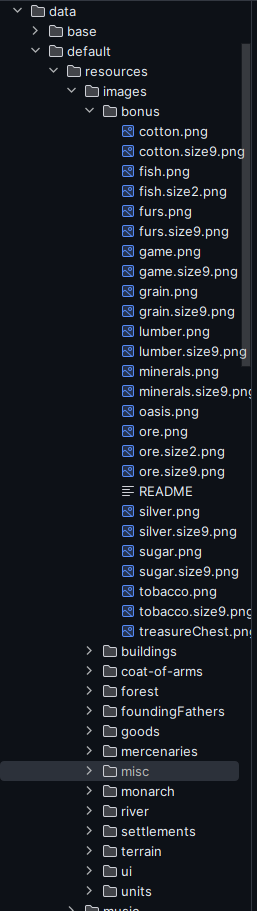 data
base
default
resources
images
bonus
cotton.png
cotton.size9.png
fish.png
fish.size2.png
furs.png
furs.size9.png
game.png
game.size9.png
grain.png
grain.size9.png
lumber.png
lumber.size9.png
minerals.png
minerals.size9.png
oasis.png
ore.png
ore.size2.png
ore.size9.png
README
silver.png
silver.size9.png
sugar.png
sugar.size9.png
tobacco.png
tobacco.size9.png
treasureChest.png
buildings
coat-of-arms
forest
foundingFathers
goods
mercenaries
misc
monarch
river
settlements
terrain
ui
units
music